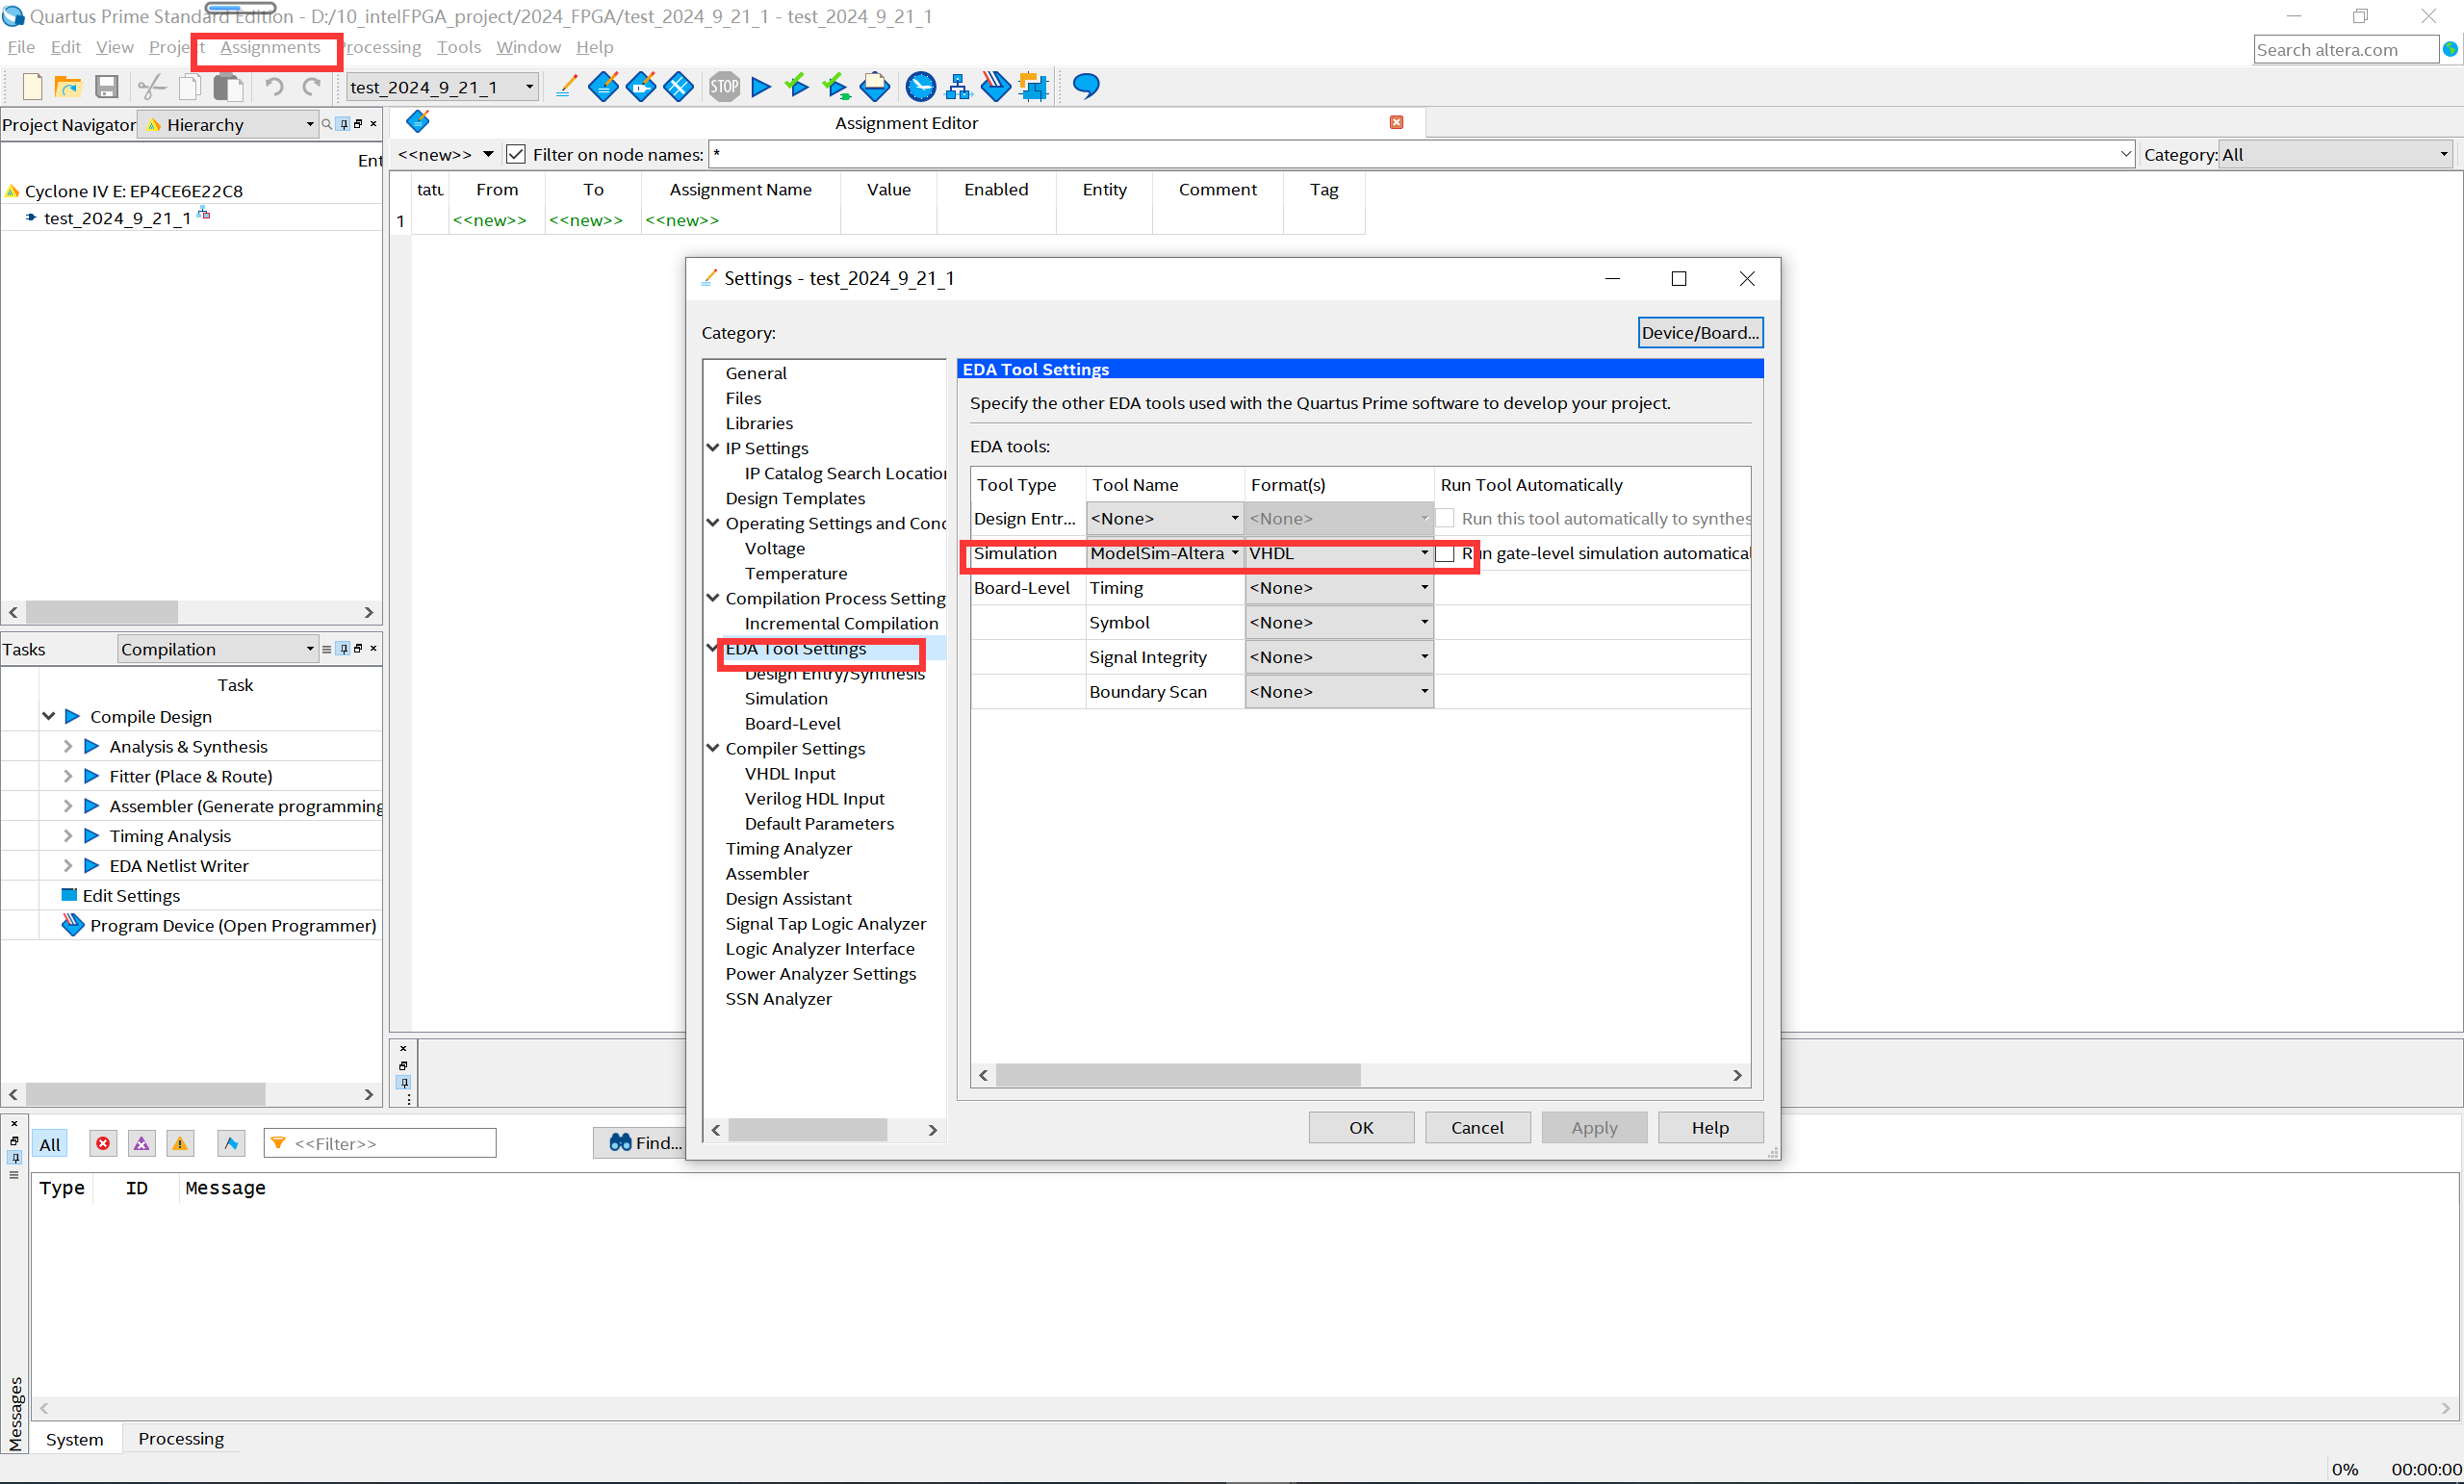 Quartus Prime Standard Edition - D:/10_intelFPGA_project/2024_FPGA/test_2024_9_21_1 - test_2024_9_21_1
File Edit View Project Assignments Processing Tools Window Help
Search altera.com
test_2024_9_21_1
STOP
Project Navigator Hierarchy
Assignment Editor
<<new>> Filter on node names: *
Category: All
Ent
Cyclone IV E: EP4CE6E22C8
test_2024_9_21_1
tatu From To Assignment Name Value Enabled Entity Comment Tag
1 <<new>> <<new>> <<new>>
Tasks Compilation
Task
Compile Design
Analysis & Synthesis
Fitter (Place & Route)
Assembler (Generate programming
Timing Analysis
EDA Netlist Writer
Edit Settings
Program Device (Open Programmer)
Settings - test_2024_9_21_1
Category:
Device/Board...
General
Files
Libraries
IP Settings
IP Catalog Search Location
Design Templates
Operating Settings and Cond
Voltage
Temperature
Compilation Process Setting
Incremental Compilation
EDA Tool Settings
Design Entry/Synthesis
Simulation
Board-Level
Compiler Settings
VHDL Input
Verilog HDL Input
Default Parameters
Timing Analyzer
Assembler
Design Assistant
Signal Tap Logic Analyzer
Logic Analyzer Interface
Power Analyzer Settings
SSN Analyzer
EDA Tool Settings
Specify the other EDA tools used with the Quartus Prime software to develop your project.
EDA tools:
Tool Type Tool Name Format(s) Run Tool Automatically
Design Entr... <None> <None> Run this tool automatically to synthes
Simulation ModelSim-Altera VHDL Run gate-level simulation automatical
Board-Level Timing <None>
Symbol <None>
Signal Integrity <None>
Boundary Scan <None>
OK Cancel Apply Help
All <<Filter>> Find...
Type ID Message
Messages
System Processing
0% 00:00:00